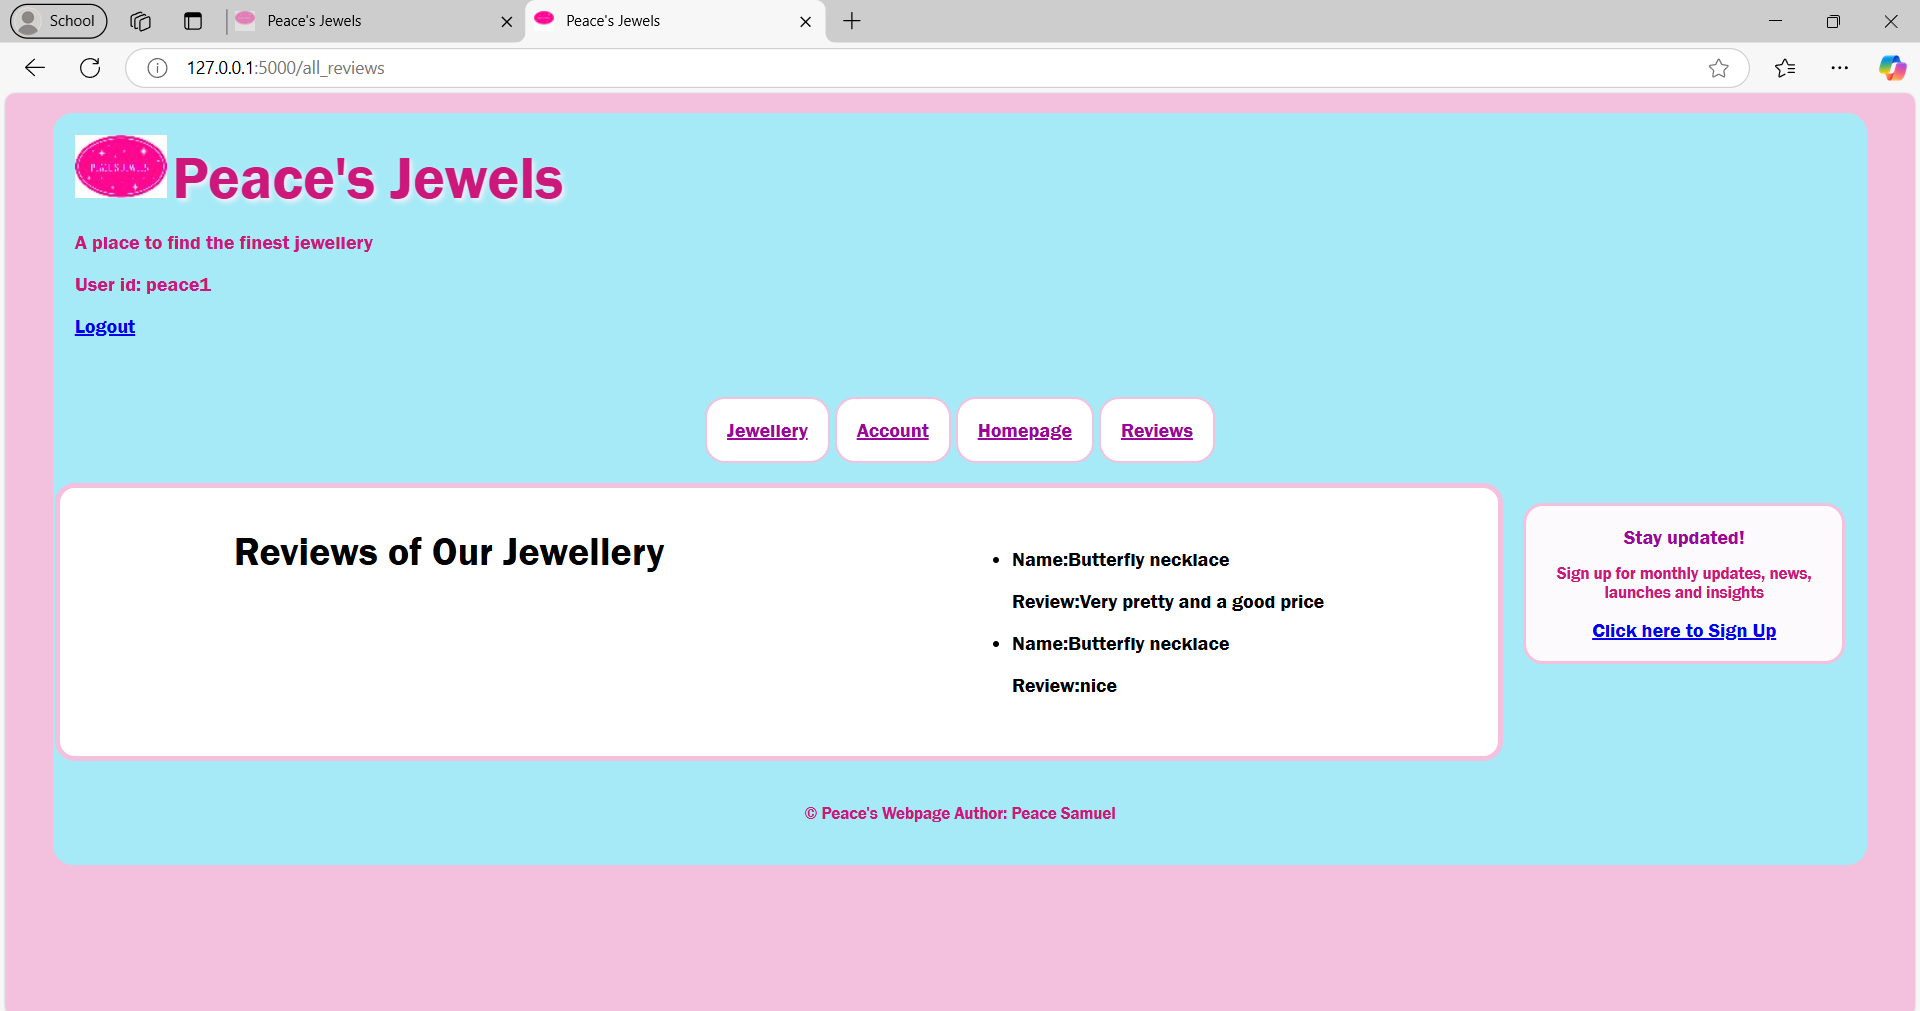 School
Peace's Jewels
Peace's Jewels
127.0.0.1:5000/all_reviews
Peace's Jewels
A place to find the finest jewellery
User id: peace1
Logout
Jewellery
Account
Homepage
Reviews
Reviews of Our Jewellery
Name:Butterfly necklace
Review:Very pretty and a good price
Name:Butterfly necklace
Review:nice
Stay updated!
Sign up for monthly updates, news,
launches and insights
Click here to Sign Up
© Peace's Webpage Author: Peace Samuel